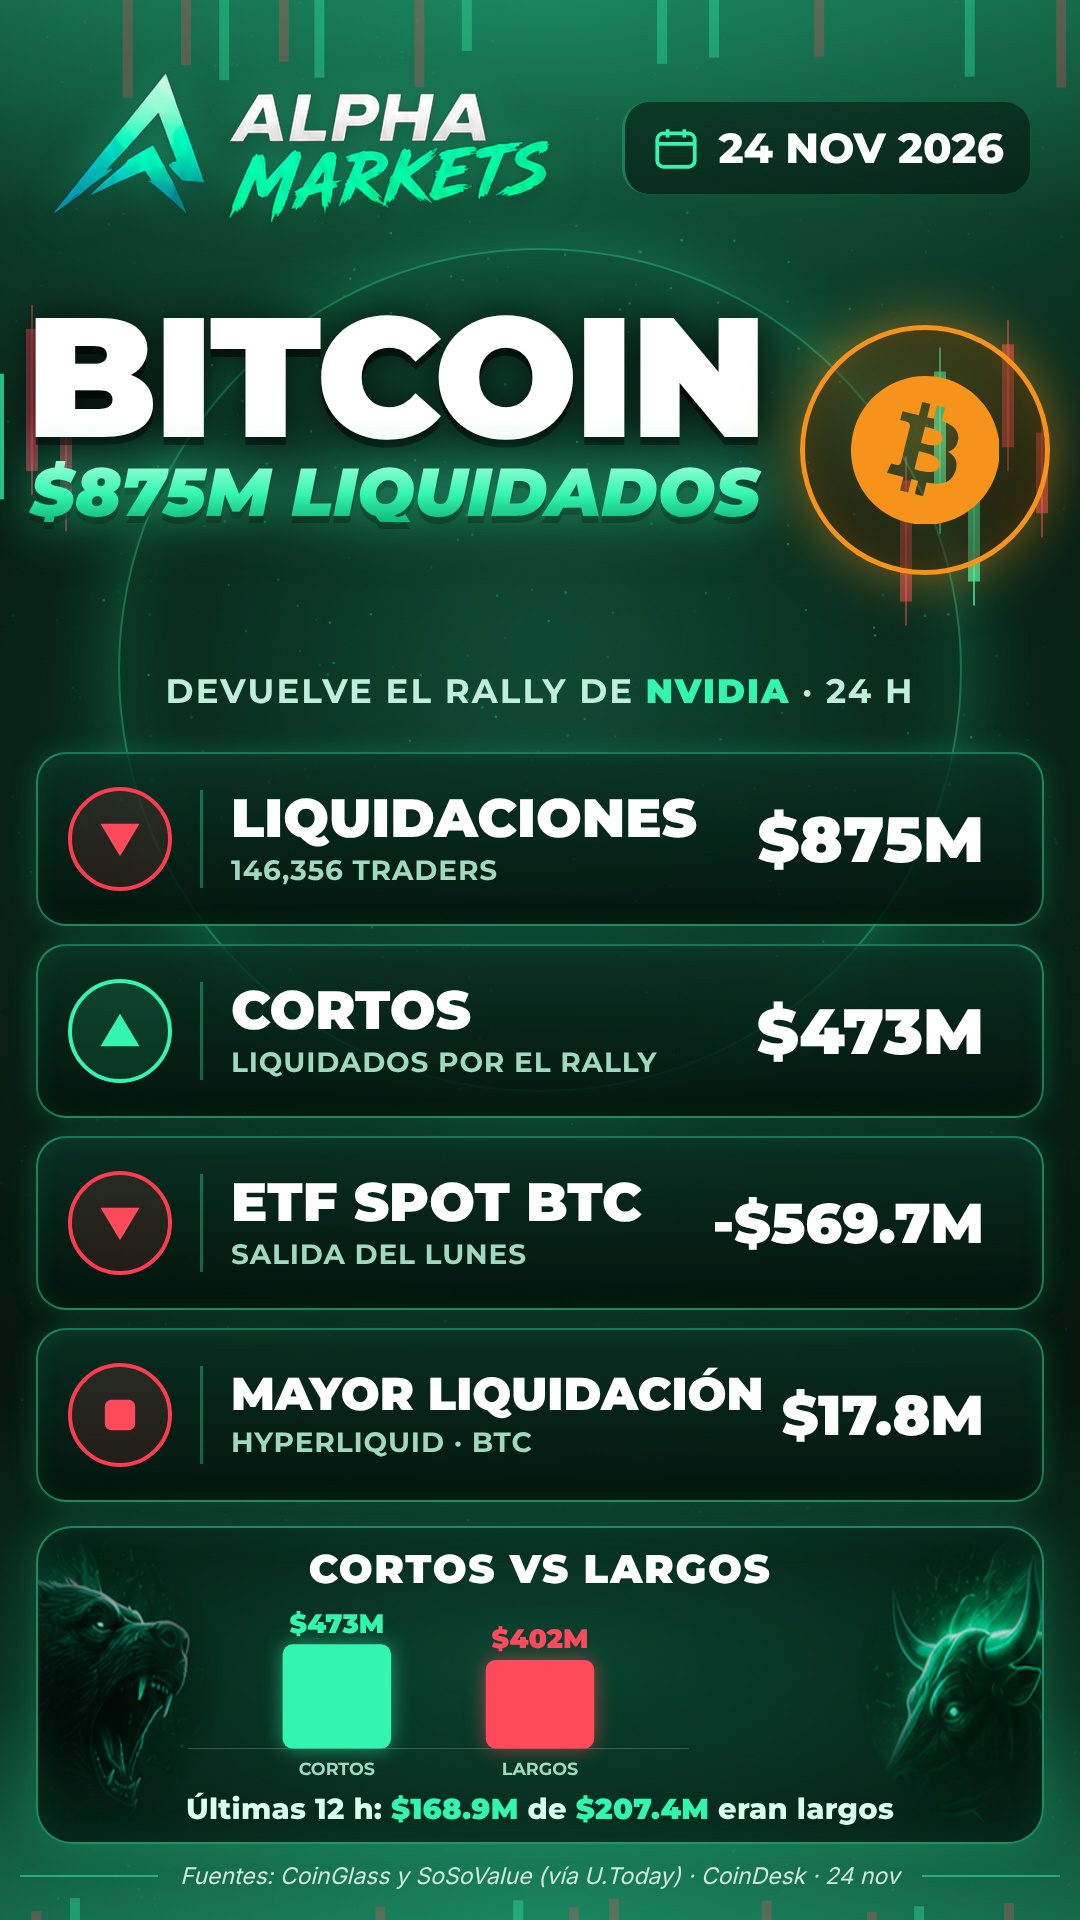 ALPHA
MARKETS
24 NOV 2026
BITCOIN
$875M LIQUIDADOS
DEVUELVE EL RALLY DE NVIDIA · 24 H
LIQUIDACIONES
146,356 TRADERS
$875M
CORTOS
LIQUIDADOS POR EL RALLY
$473M
ETF SPOT BTC
SALIDA DEL LUNES
-$569.7M
MAYOR LIQUIDACIÓN
HYPERLIQUID · BTC
$17.8M
CORTOS VS LARGOS
$473M
$402M
CORTOS
LARGOS
Últimas 12 h: $168.9M de $207.4M eran largos
Fuentes: CoinGlass y SoSoValue (vía U.Today) · CoinDesk · 24 nov